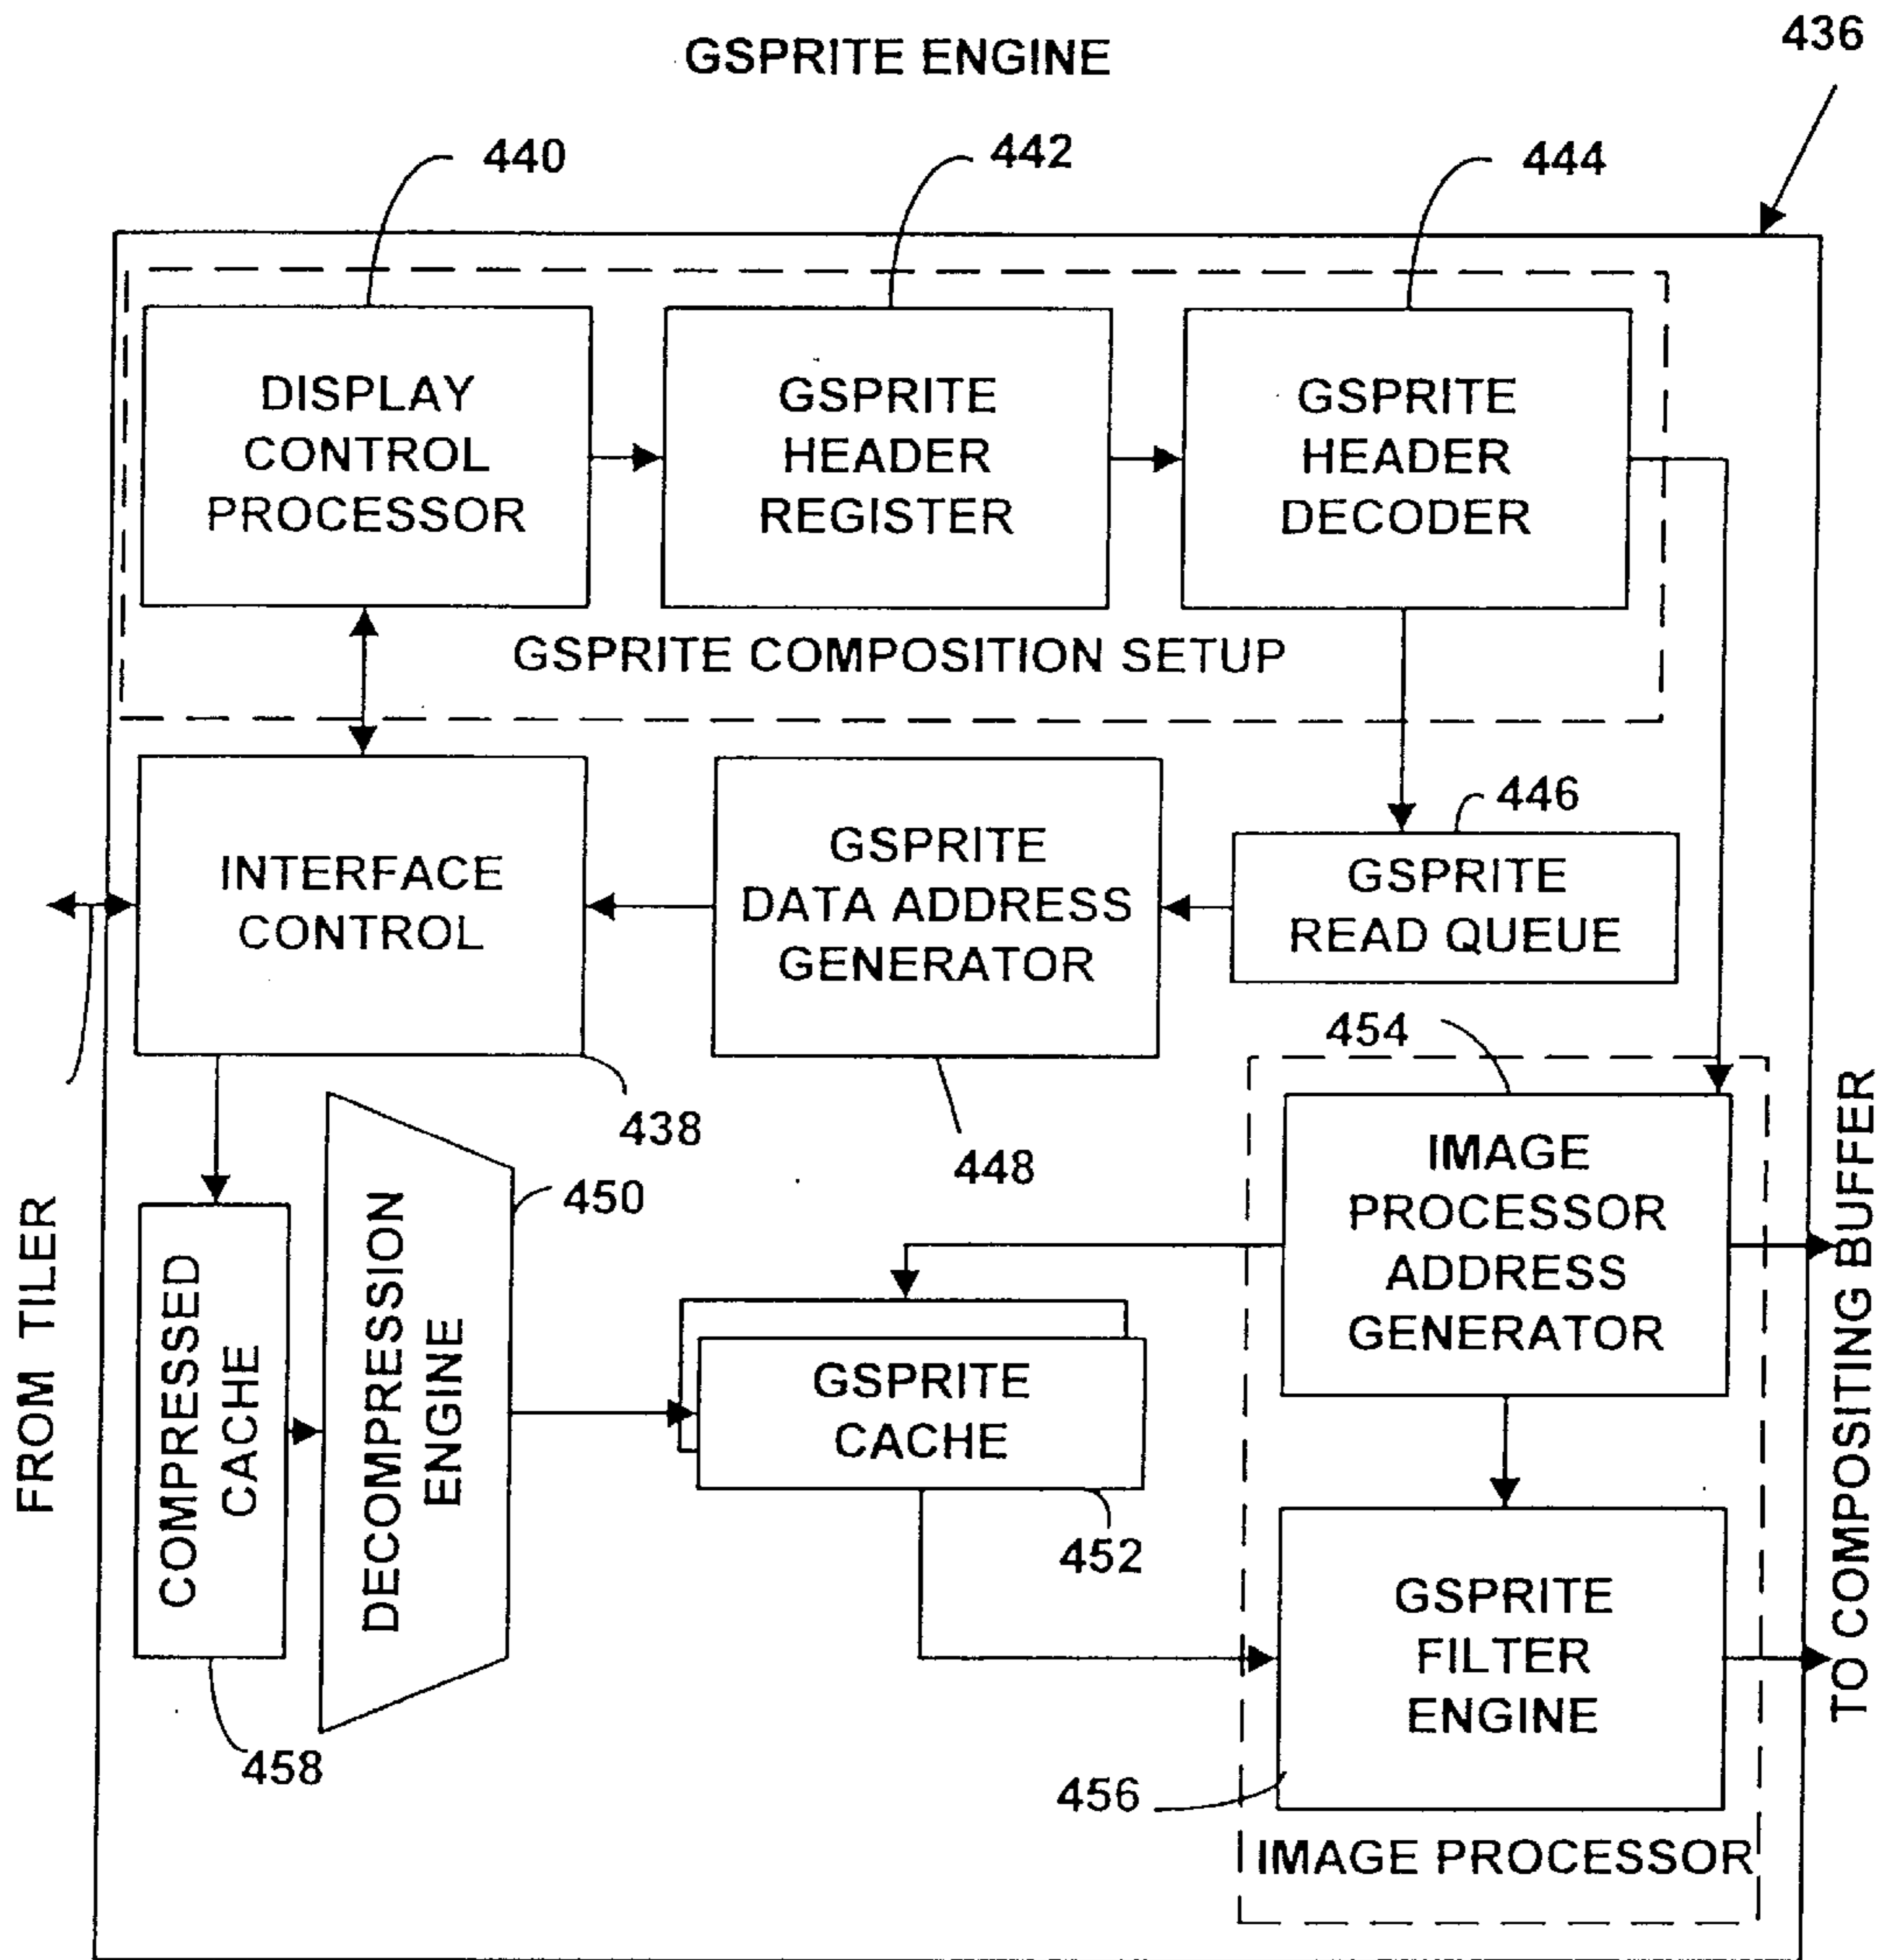 GSPRITE ENGINE
436
440
442
444
DISPLAY
CONTROL
PROCESSOR
GSPRITE
HEADER
REGISTER
GSPRITE
HEADER
DECODER
GSPRITE COMPOSITION SETUP
446
INTERFACE
CONTROL
GSPRITE
DATA ADDRESS
GENERATOR
GSPRITE
READ QUEUE
454
438
448
450
FROM TILER
COMPRESSED
CACHE
DECOMPRESSION
ENGINE
GSPRITE
CACHE
IMAGE
PROCESSOR
ADDRESS
GENERATOR
TO COMPOSITING BUFFER
452
GSPRITE
FILTER
ENGINE
458
456
IMAGE PROCESSOR